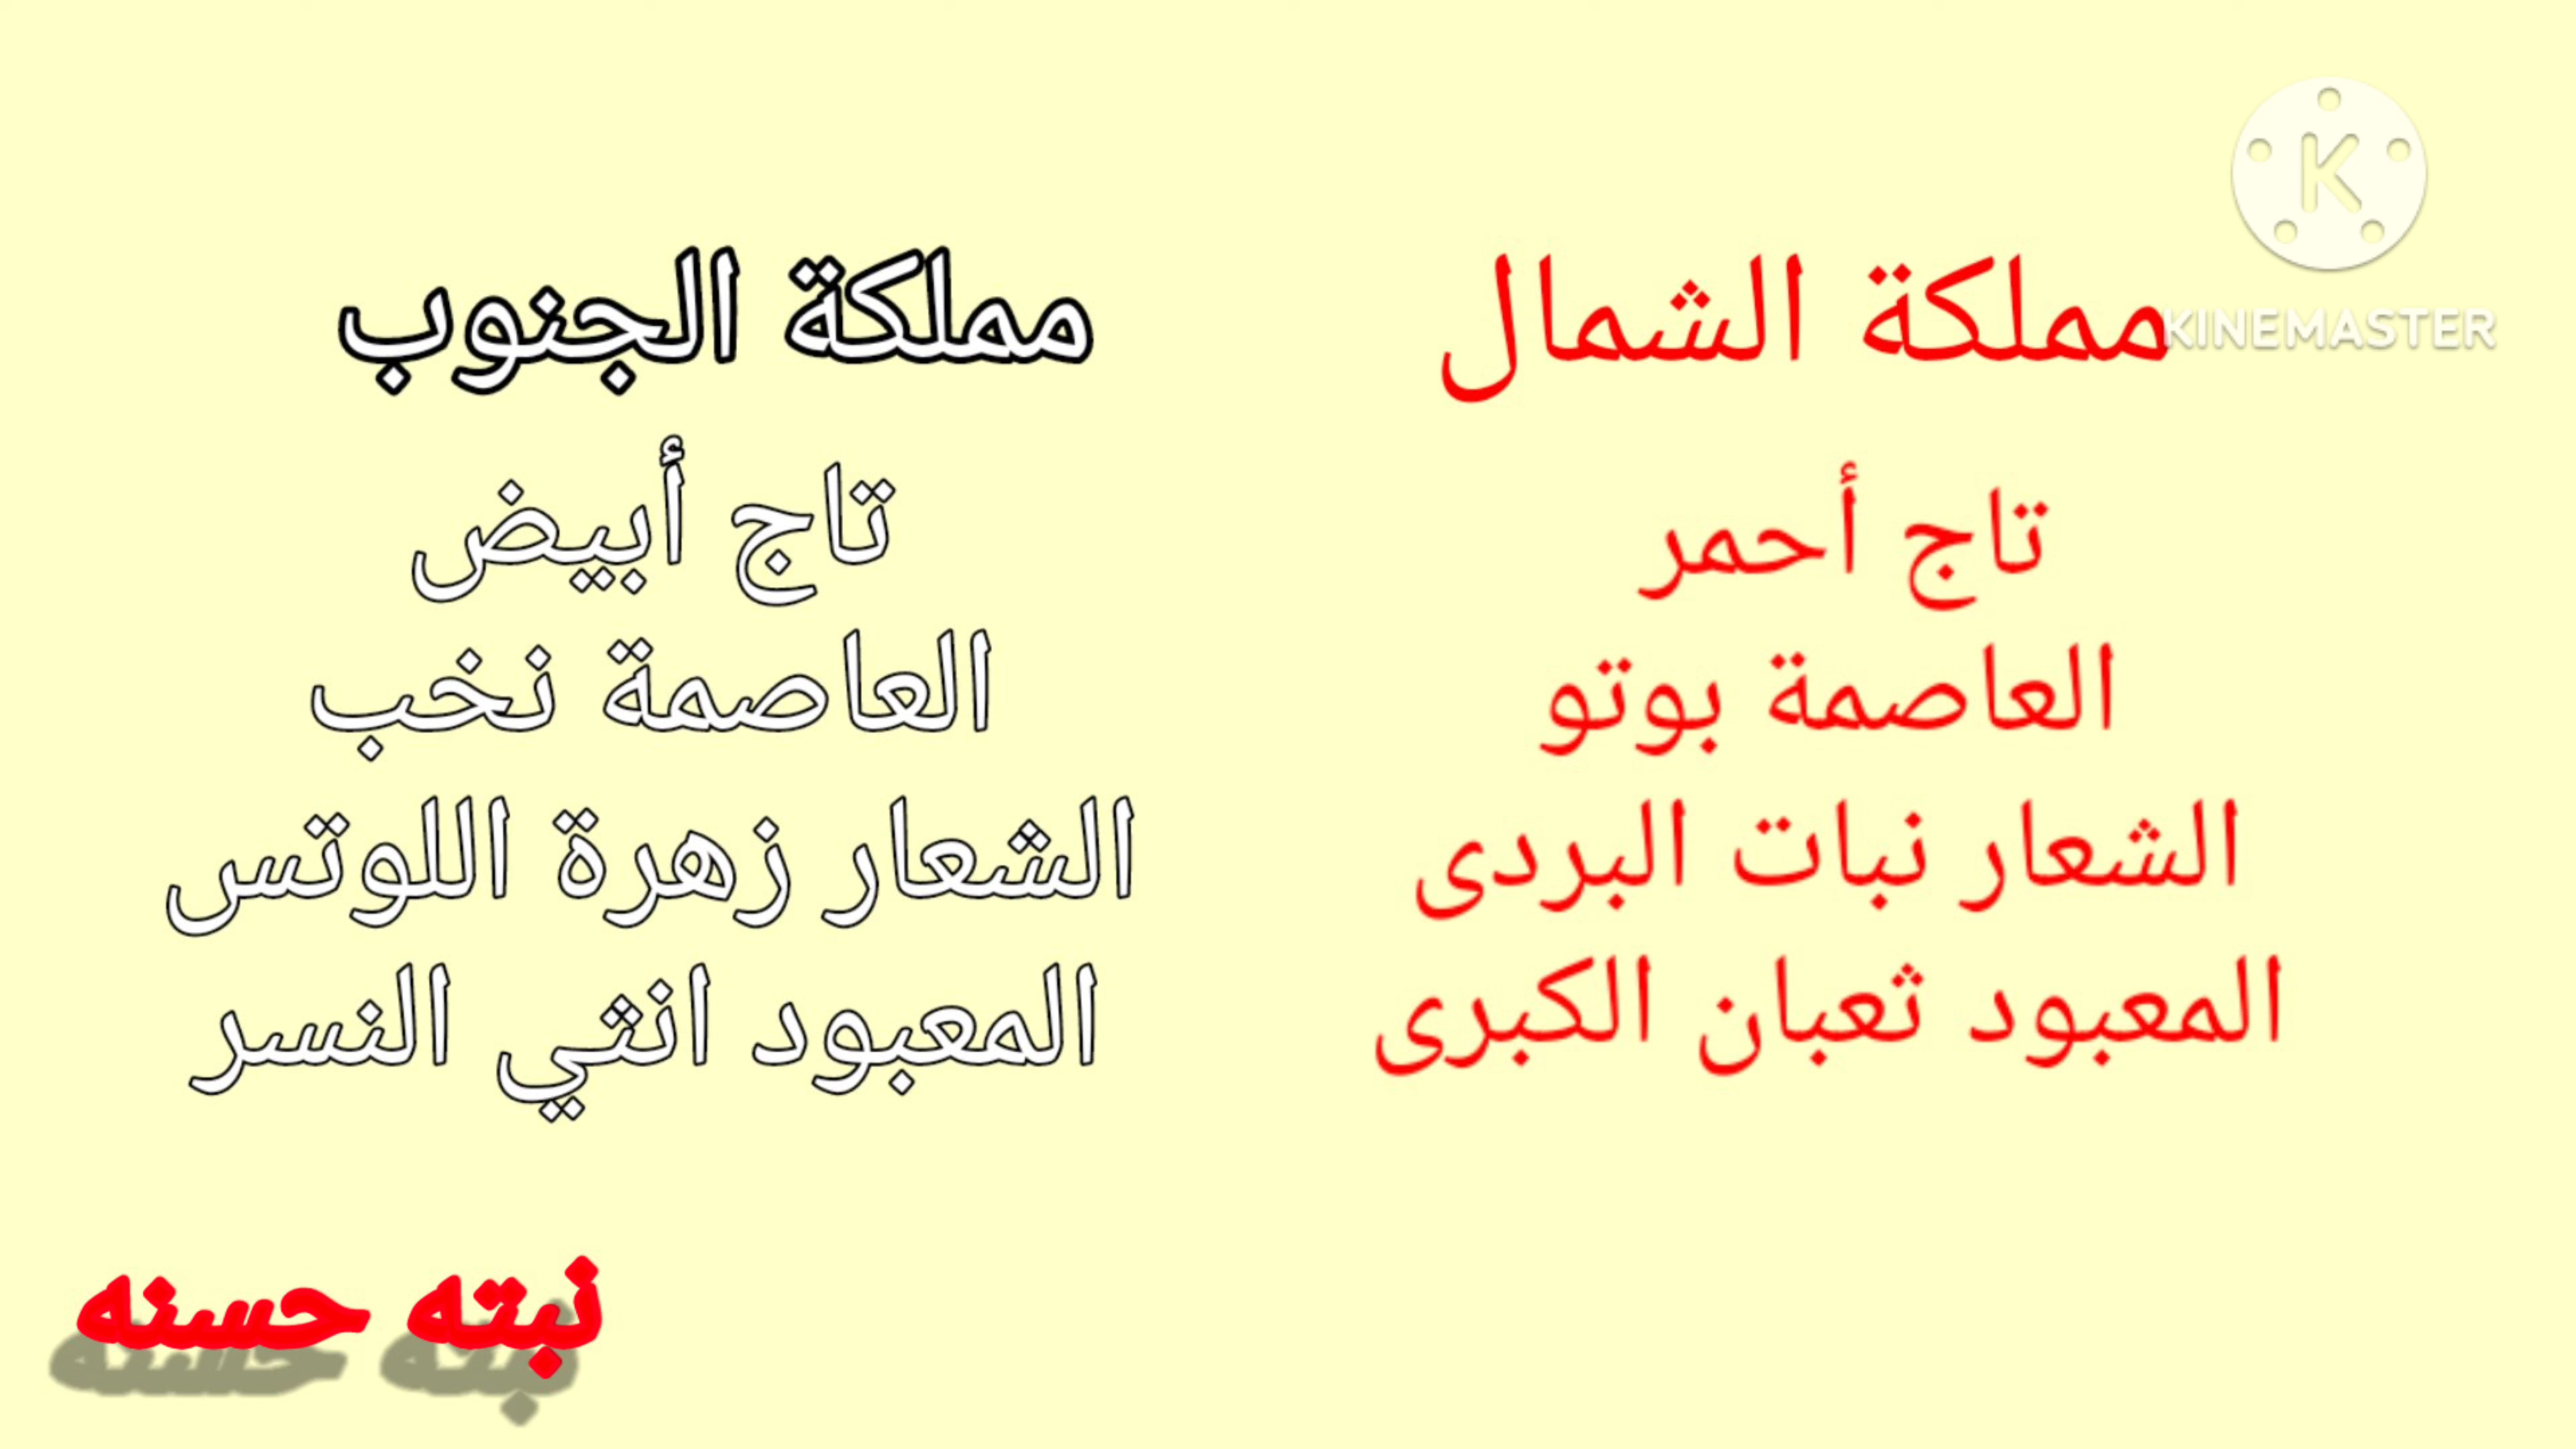 K
KINEMASTER
مملكة الشمال
تاج أحمر
العاصمة بوتو
الشعار نبات البردى
المعبود ثعبان الكبرى
مملكة الجنوب
تاج أبيض
العاصمة نخب
الشعار زهرة اللوتس
المعبود انثي النسر
نبته حسنه